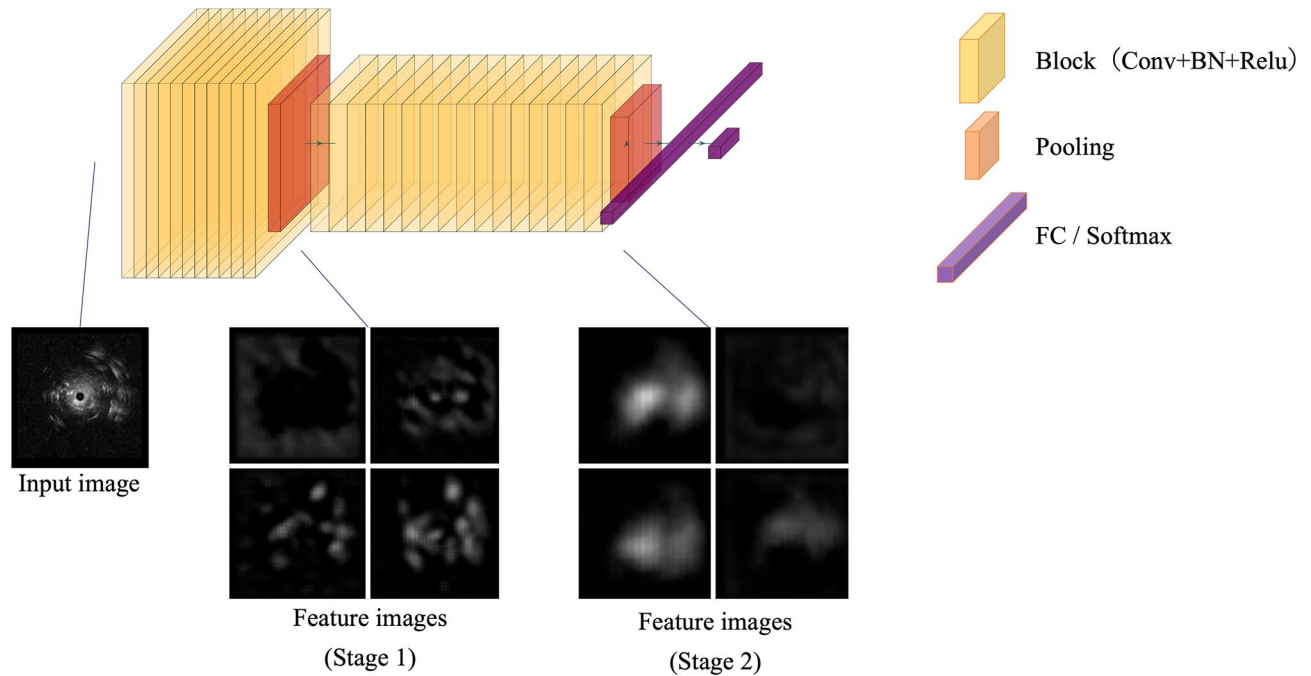 Block（Conv+BN+Relu）
Pooling
FC / Softmax
Input image
Feature images
(Stage 1)
Feature images
(Stage 2)